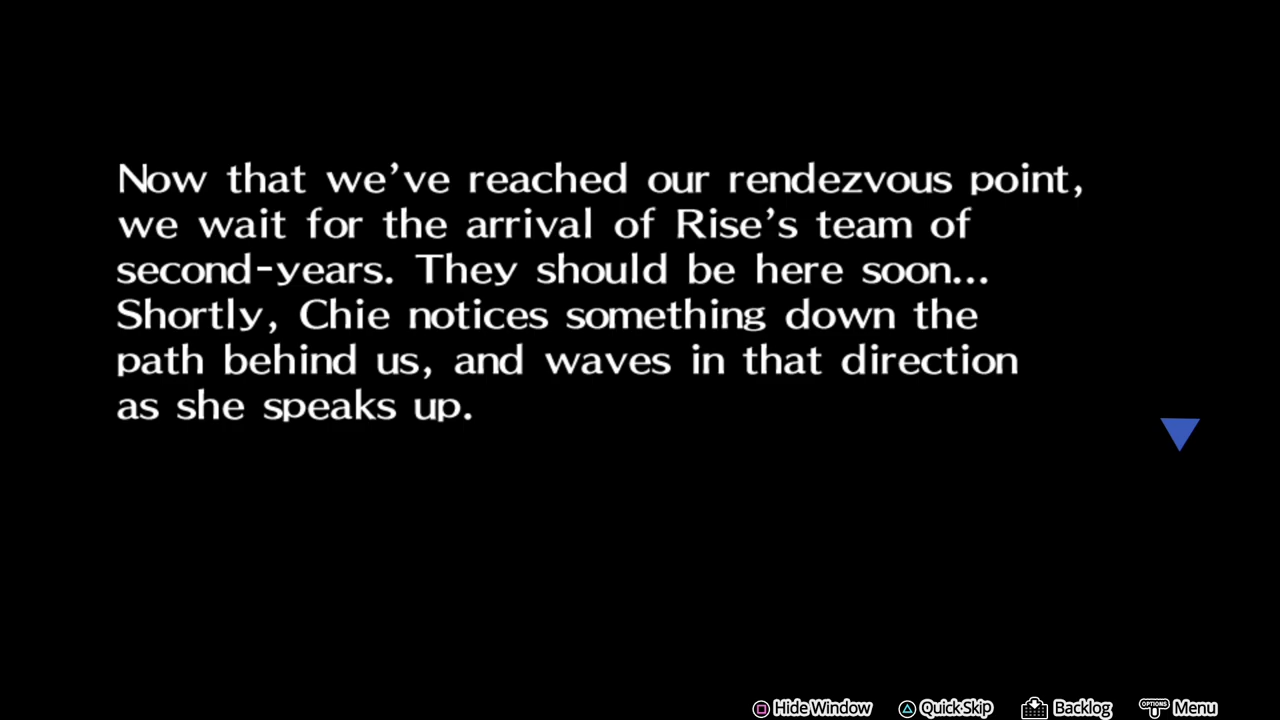 Now that we've reached our rendezvous point,
we wait for the arrival of Rise's team of
second-years. They should be here soon...
Shortly, Chie notices something down the
path behind us, and waves in that direction
as she speaks up.
Hide Window Quick Skip Backlog OPTIONS Menu